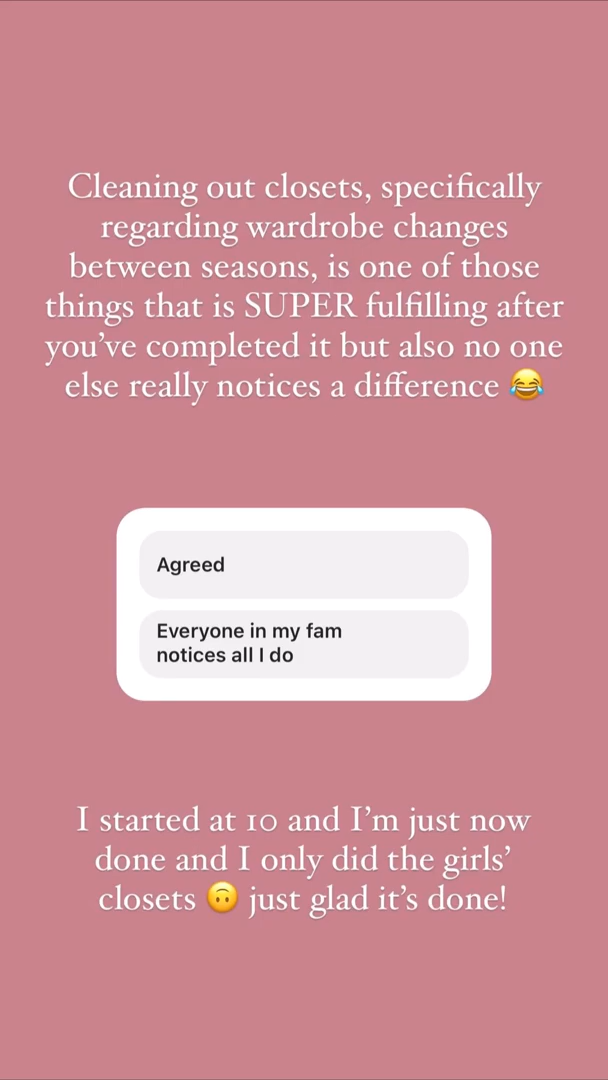 Cleaning out closets, specifically
regarding wardrobe changes
between seasons, is one of those
things that is SUPER fulfilling after
you’ve completed it but also no one
else really notices a difference 😂
Agreed
Everyone in my fam
notices all I do
I started at 10 and I’m just now
done and I only did the girls’
closets 🙃 just glad it’s done!